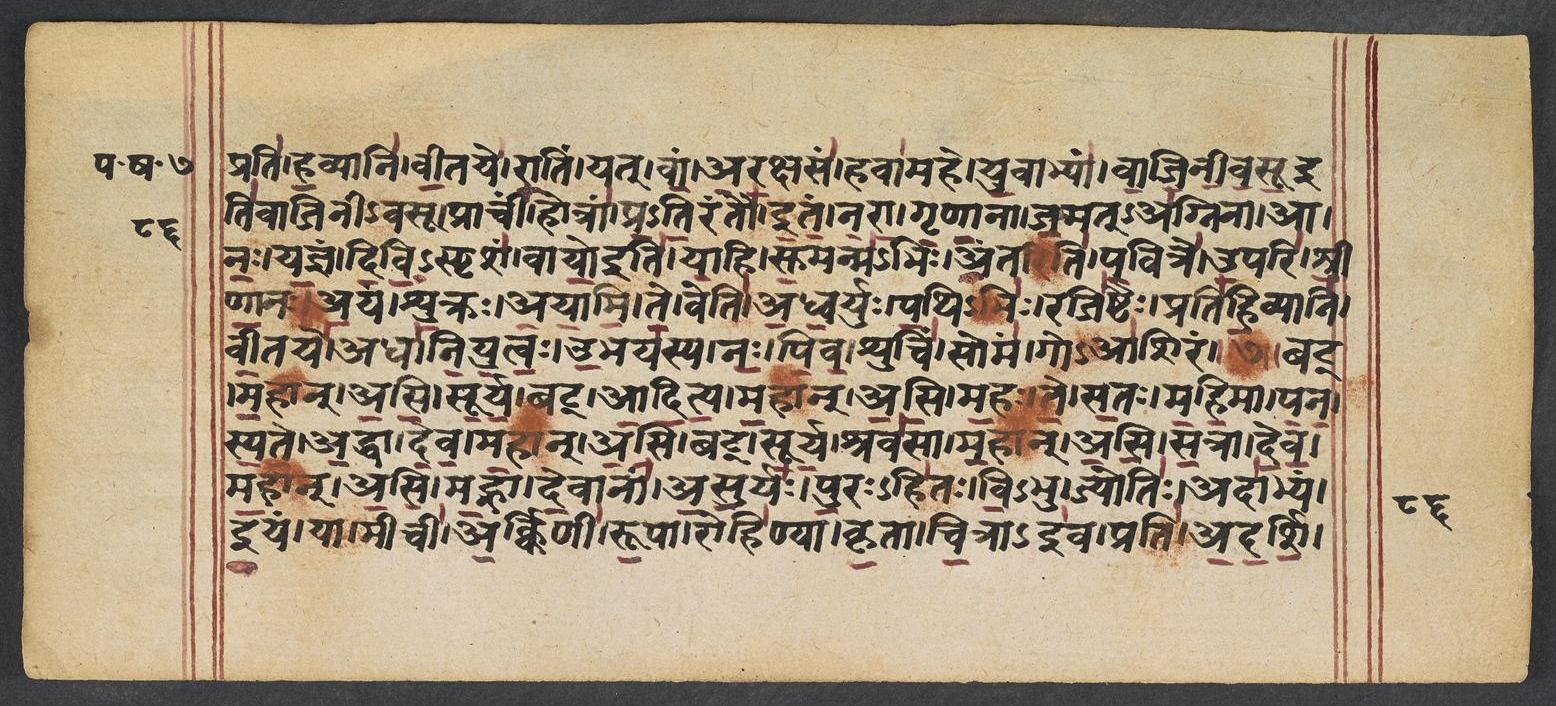 प॰ष॰७
८६
प्रति।हव्यानि।वीतये।रातिं।यत्।वां।अरक्षसं।हवामहे।युवाभ्यां।वाजिनीवसू इ
तिवाजिनीऽवसू।प्राचीं।होत्रां।प्रऽतिरंतौ।इतं।नरा।गृणाना।जमत्ऽअग्निना।आ।
नः।यज्ञं।दिविऽस्पृशं।वायोइति।याहि।सुमन्मऽभिः।अंतरिति।पवित्रे।उपरि।श्री
णानः।अयं।शुक्रः।अयामि।ते।वेति।अध्वर्युः।पथिऽभिः।रजिष्ठैः।प्रतिहव्यानि।
वीतये।अध।नियुत्वः।उभयस्य।नः।पिब।शुचिं।सोमं।गोऽआशिरं।७।बट्
।महान्।असि।सूर्य।बट्।आदित्य।महान्।असि।महः।ते।सतः।महिमा।पन
स्यते।अद्धा।देव।महान्।असि।बट्।सूर्य।श्रवसा।महान्।असि।सत्रा।देव।
महान्।असि।मह्ना।देवानां।असुर्यः।पुरःऽहितः।विऽभु।ज्योतिः।अदाभ्यं।
इयं।या।नीची।अर्किणी।रूपा।रोहिण्या।कृता।चित्राऽइव।प्रति।अदर्शि।
८६